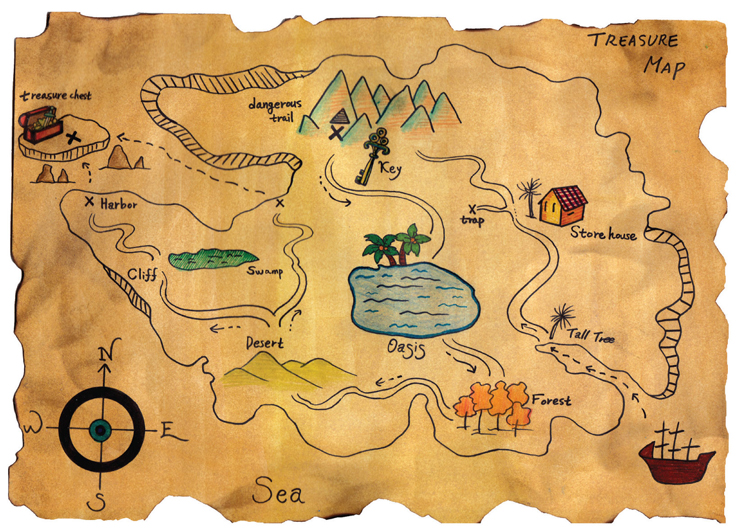 TREASURE
MAP
treasure chest
dangerous
trail
Key
Harbor
trap
Store house
Cliff
Swamp
Tall Tree
Desert
Oasis
Forest
N
W
E
S
Sea